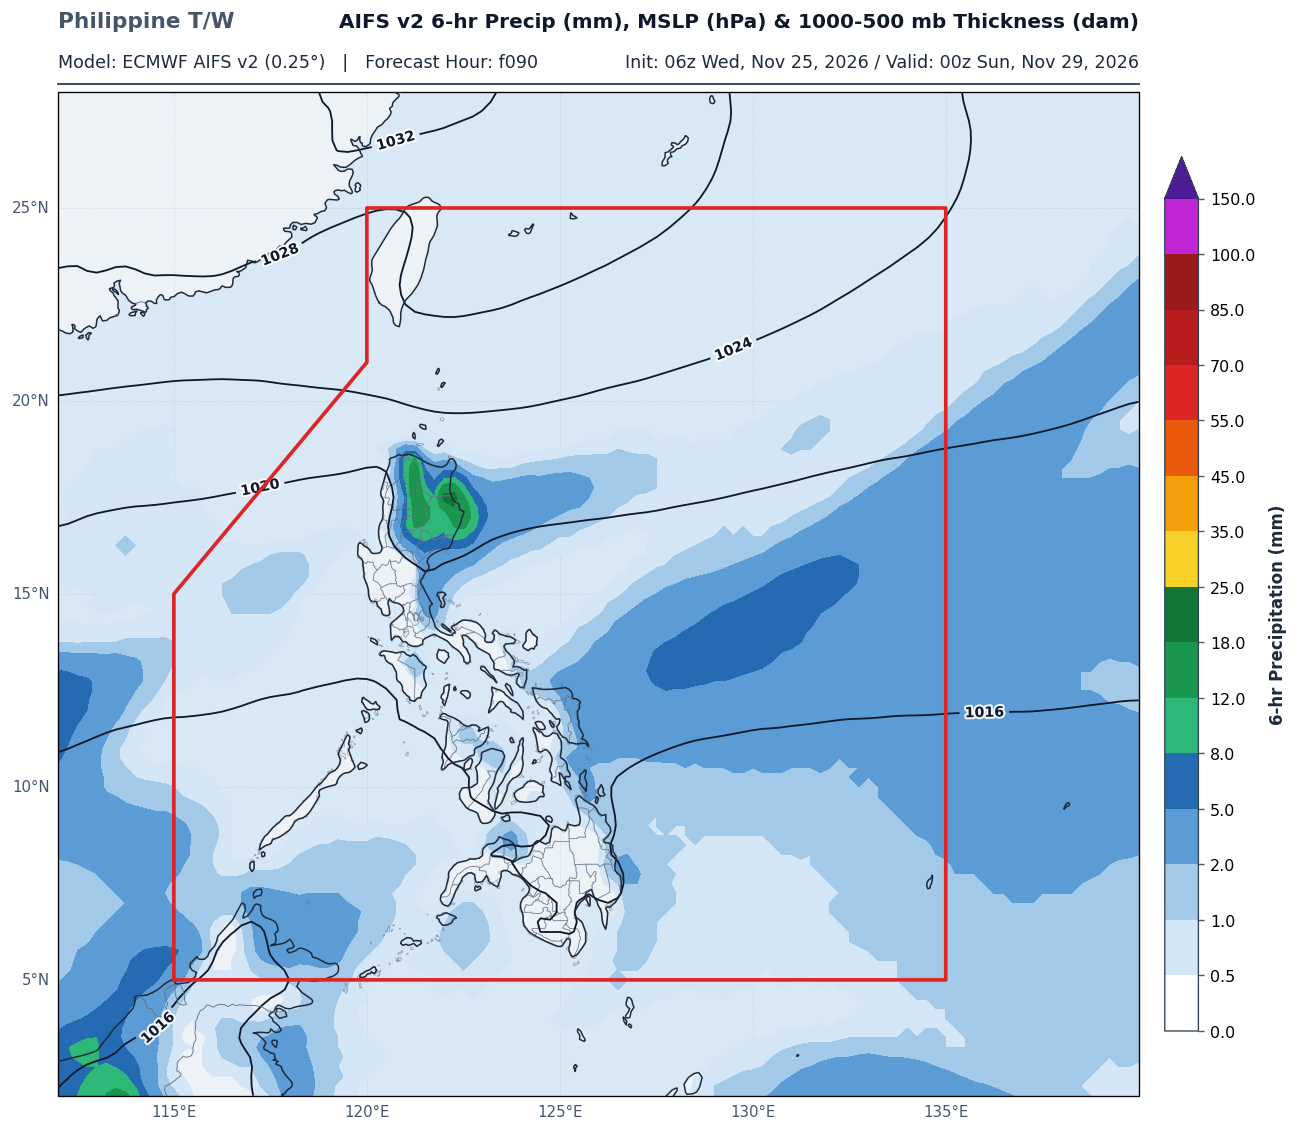 Philippine T/W
AIFS v2 6-hr Precip (mm), MSLP (hPa) & 1000-500 mb Thickness (dam)
Model: ECMWF AIFS v2 (0.25°) | Forecast Hour: f090
Init: 06z Wed, Nov 25, 2026 / Valid: 00z Sun, Nov 29, 2026
1032
1028
1024
1020
1016
1016
25°N
20°N
15°N
10°N
5°N
115°E
120°E
125°E
130°E
135°E
150.0
100.0
85.0
70.0
55.0
45.0
35.0
25.0
18.0
12.0
8.0
5.0
2.0
1.0
0.5
0.0
6-hr Precipitation (mm)